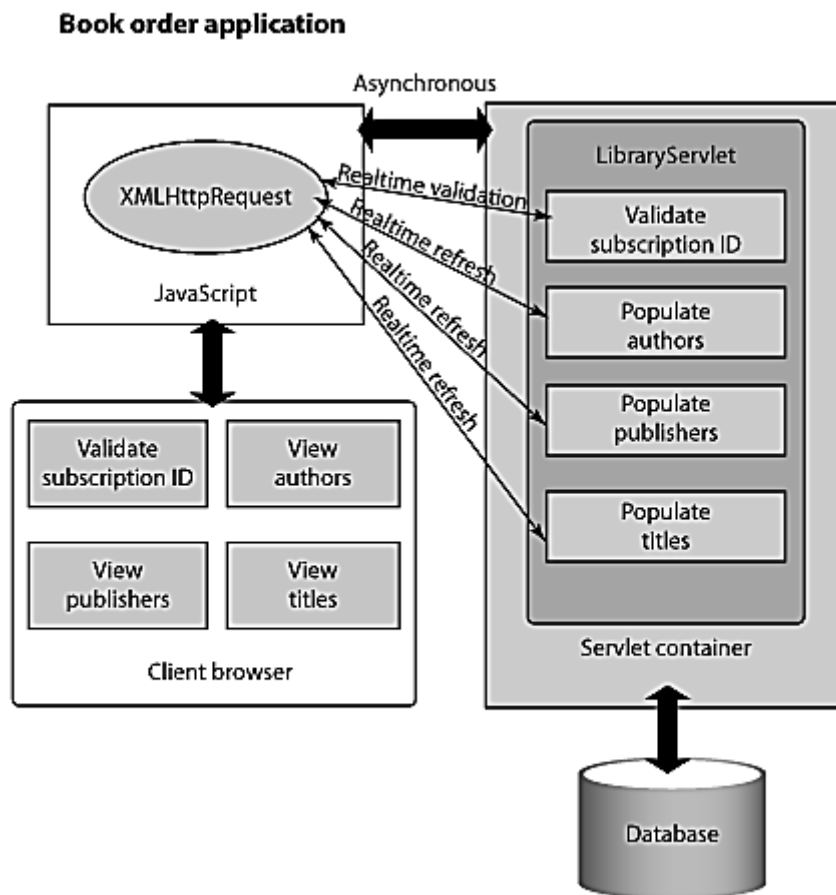 Book order application
Asynchronous
XMLHttpRequest
JavaScript
Realtime validation
Realtime refresh
Realtime refresh
Realtime refresh
LibraryServlet
Validate
subscription ID
Populate
authors
Populate
publishers
Populate
titles
Servlet container
Validate
subscription ID
View
authors
View
publishers
View
titles
Client browser
Database